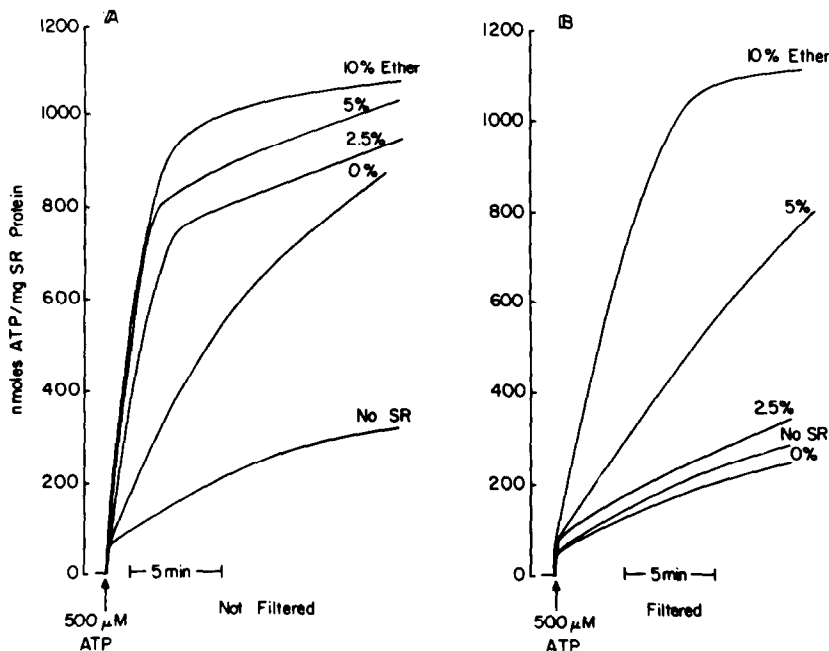 A
nmoles ATP/mg SR Protein
1200
1000
800
600
400
200
0
10% Ether
5%
2.5%
0%
No SR
5 min
Not Filtered
500 μM
ATP
B
1200
1000
800
600
400
200
0
10% Ether
5%
2.5%
No SR
0%
5 min
Filtered
500 μM
ATP